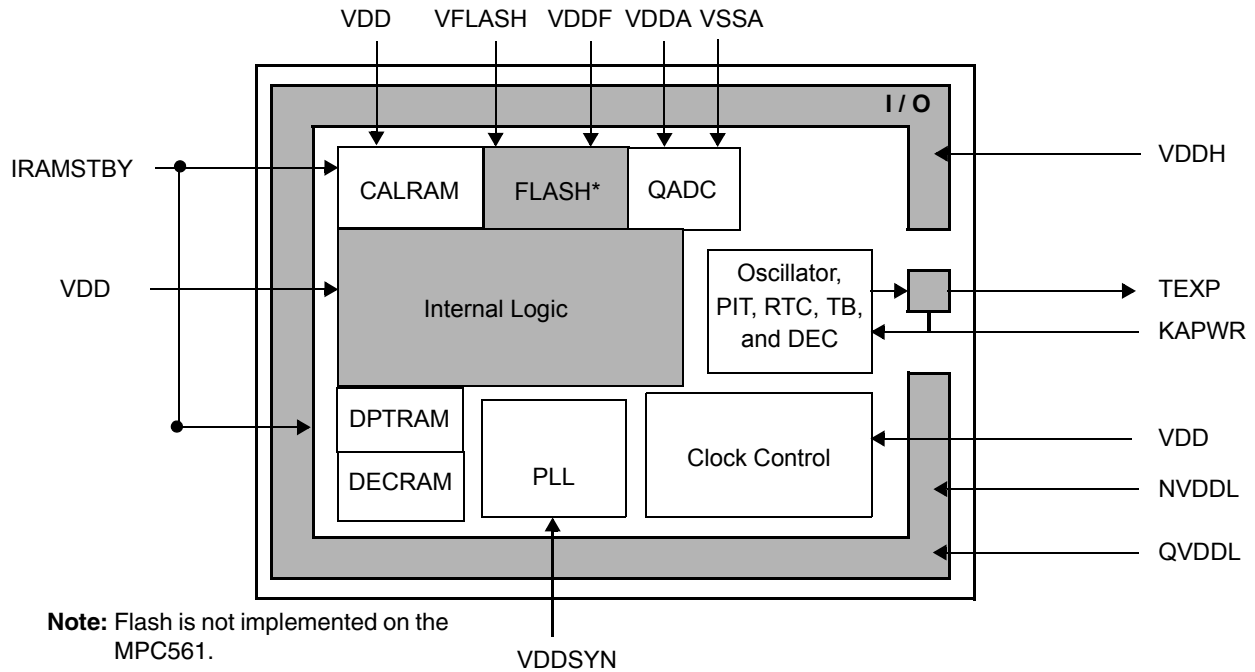 VDD VFLASH VDDF VDDA VSSA
I / O
IRAMSTBY
VDDH
CALRAM
FLASH*
QADC
VDD
Internal Logic
Oscillator,
PIT, RTC, TB,
and DEC
TEXP
KAPWR
DPTRAM
DECRAM
PLL
Clock Control
VDD
NVDDL
QVDDL
Note: Flash is not implemented on the
MPC561.
VDDSYN